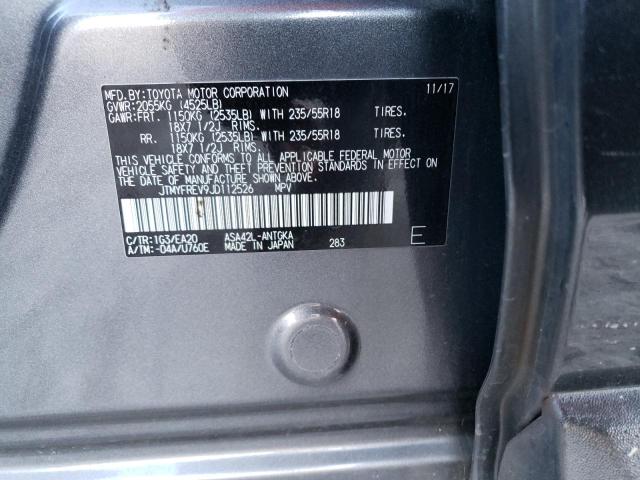 MFD.BY:TOYOTA MOTOR CORPORATION 11/17
GVWR:2055KG (4525LB)
GAWR:FRT. 1150KG (2535LB) WITH 235/55R18 TIRES.
18X7 1/2J RIMS.
RR. 1150KG (2535LB) WITH 235/55R18 TIRES.
18X7 1/2J RIMS.
THIS VEHICLE CONFORMS TO ALL APPLICABLE FEDERAL MOTOR
VEHICLE SAFETY AND THEFT PREVENTION STANDARDS IN EFFECT ON
THE DATE OF MANUFACTURE SHOWN ABOVE.
JTMYFREV9JD112526 MPV
C/TR:1G3/EA20 ASA42L-ANTGKA
A/TM:-04A/U760E MADE IN JAPAN 283 E